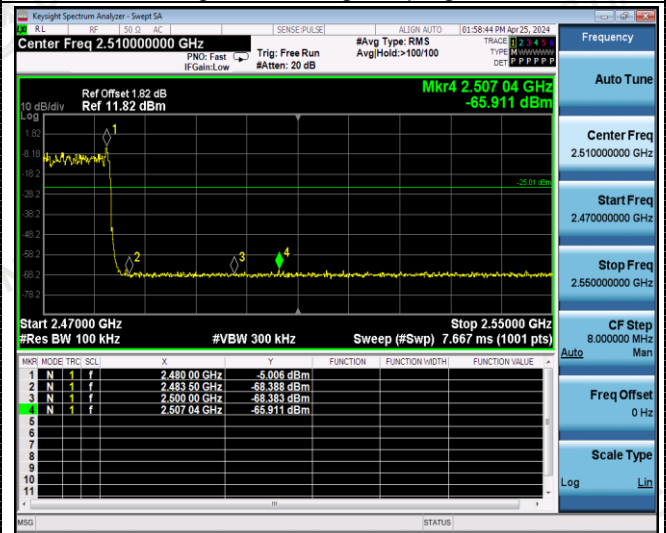 Keysight Spectrum Analyzer - Swept SA
RL RF 50 Ω AC SENSE:PULSE ALIGN AUTO 01:58:44 PM Apr 25, 2024
Center Freq 2.510000000 GHz
PNO: Fast
IFGain:Low
Trig: Free Run
#Atten: 20 dB
#Avg Type: RMS
Avg|Hold:>100/100
TRACE 1 2 3 4 5 6
TYPE M W W W W W
DET P P P P P P
Frequency
Auto Tune
Center Freq
2.510000000 GHz
Start Freq
2.470000000 GHz
Stop Freq
2.550000000 GHz
CF Step
8.000000 MHz
Auto Man
Freq Offset
0 Hz
Scale Type
Log Lin
Mkr4 2.507 04 GHz
-65.911 dBm
Ref Offset 1.82 dB
10 dB/div Ref 11.82 dBm
Log
1.82
-8.18
-18.2
-28.2
-38.2
-48.2
-58.2
-68.2
-78.2
1
2
3
4
-25.01 dBm
Start 2.47000 GHz Stop 2.55000 GHz
#Res BW 100 kHz #VBW 300 kHz Sweep (#Swp) 7.667 ms (1001 pts)
MKR MODE TRC SCL X Y FUNCTION FUNCTION WIDTH FUNCTION VALUE
1 N 1 f 2.480 00 GHz -5.006 dBm
2 N 1 f 2.483 50 GHz -68.388 dBm
3 N 1 f 2.500 00 GHz -68.383 dBm
4 N 1 f 2.507 04 GHz -65.911 dBm
5
6
7
8
9
10
11
MSG STATUS